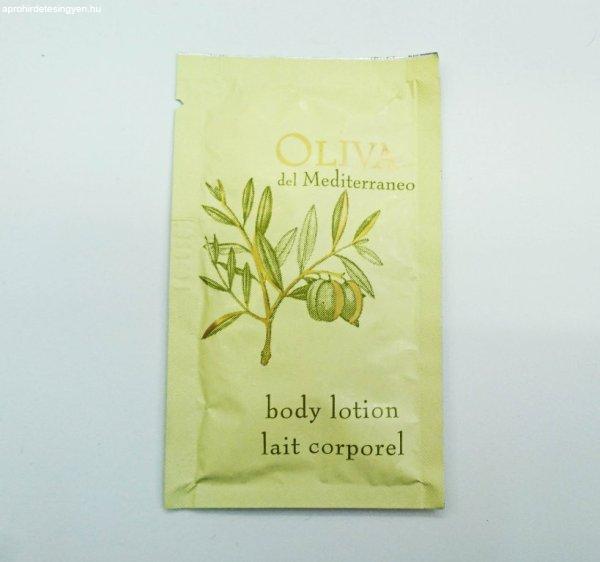 aprohirdetesingyen.hu
OLIVA
del Mediterraneo
body lotion
lait corporel